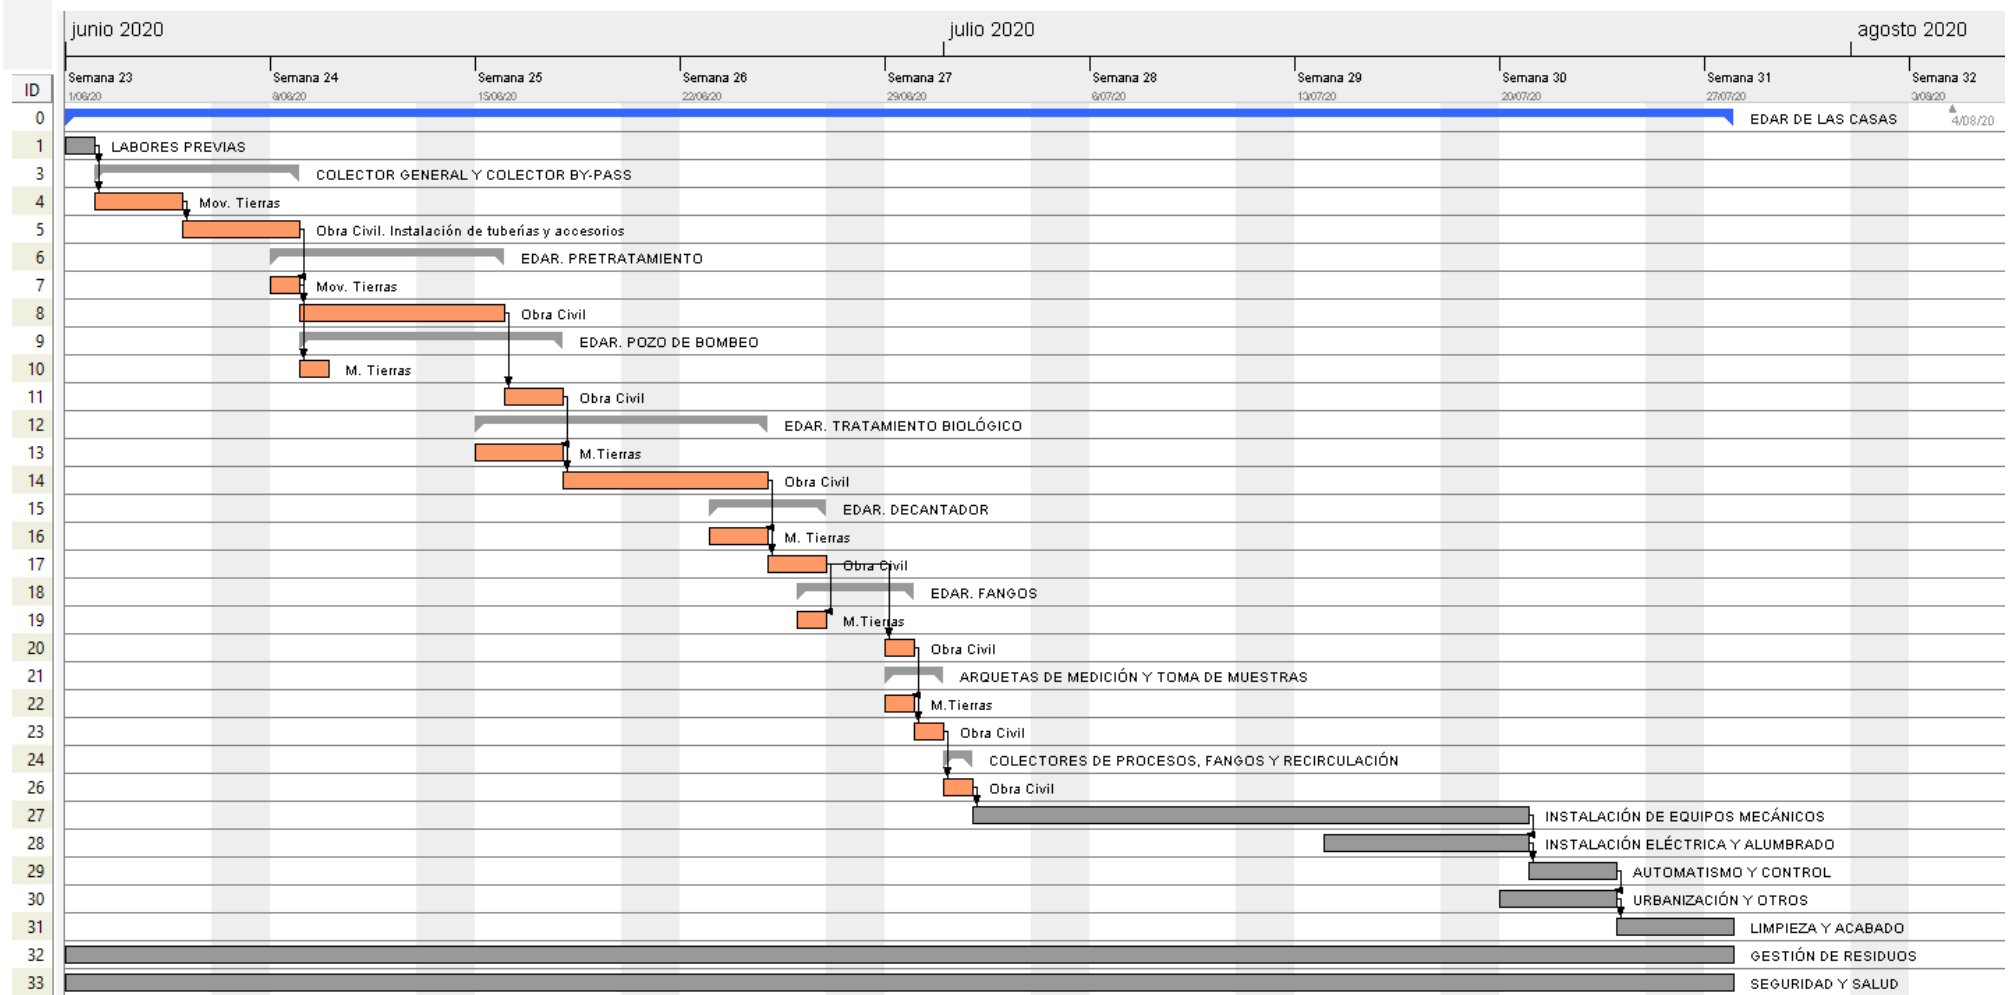 junio 2020 julio 2020 agosto 2020
Semana 23 Semana 24 Semana 25 Semana 26 Semana 27 Semana 28 Semana 29 Semana 30 Semana 31 Semana 32
ID 1/06/20 8/06/20 15/06/20 22/06/20 29/06/20 6/07/20 13/07/20 20/07/20 27/07/20 3/08/20
0 EDAR DE LAS CASAS 4/08/20
1 LABORES PREVIAS
3 COLECTOR GENERAL Y COLECTOR BY-PASS
4 Mov. Tierras
5 Obra Civil. Instalación de tuberías y accesorios
6 EDAR. PRETRATAMIENTO
7 Mov. Tierras
8 Obra Civil
9 EDAR. POZO DE BOMBEO
10 M. Tierras
11 Obra Civil
12 EDAR. TRATAMIENTO BIOLÓGICO
13 M.Tierras
14 Obra Civil
15 EDAR. DECANTADOR
16 M. Tierras
17 Obra Civil
18 EDAR. FANGOS
19 M.Tierras
20 Obra Civil
21 ARQUETAS DE MEDICIÓN Y TOMA DE MUESTRAS
22 M.Tierras
23 Obra Civil
24 COLECTORES DE PROCESOS, FANGOS Y RECIRCULACIÓN
26 Obra Civil
27 INSTALACIÓN DE EQUIPOS MECÁNICOS
28 INSTALACIÓN ELÉCTRICA Y ALUMBRADO
29 AUTOMATISMO Y CONTROL
30 URBANIZACIÓN Y OTROS
31 LIMPIEZA Y ACABADO
32 GESTIÓN DE RESIDUOS
33 SEGURIDAD Y SALUD